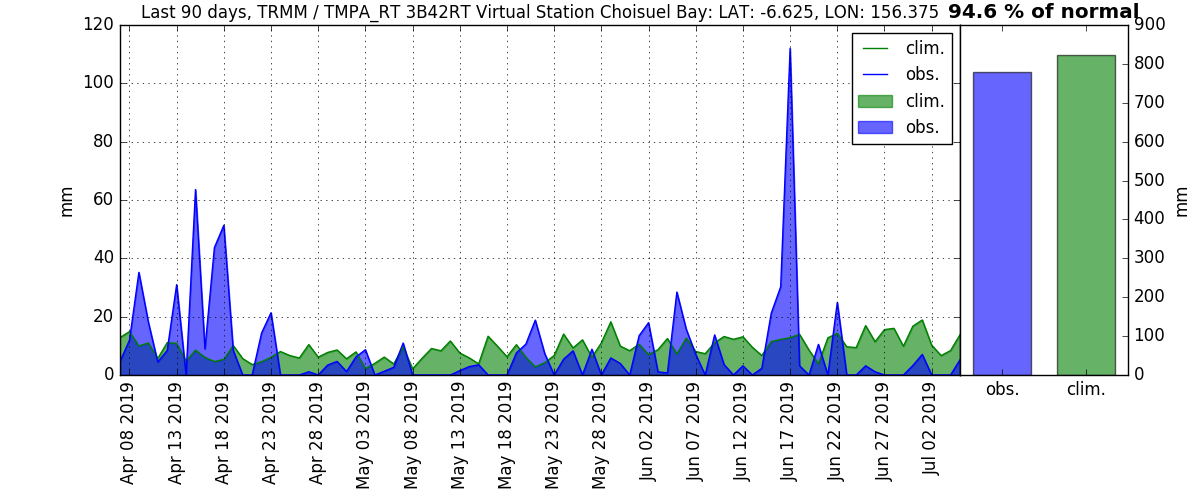 Last 90 days, TRMM / TMPA_RT 3B42RT Virtual Station Choisuel Bay: LAT: -6.625, LON: 156.375 94.6 % of normal
120
100
80
60
40
20
0
mm
clim.
obs.
clim.
obs.
900
800
700
600
500
400
300
200
100
0
mm
Apr 08 2019
Apr 13 2019
Apr 18 2019
Apr 23 2019
Apr 28 2019
May 03 2019
May 08 2019
May 13 2019
May 18 2019
May 23 2019
May 28 2019
Jun 02 2019
Jun 07 2019
Jun 12 2019
Jun 17 2019
Jun 22 2019
Jun 27 2019
Jul 02 2019
obs.
clim.